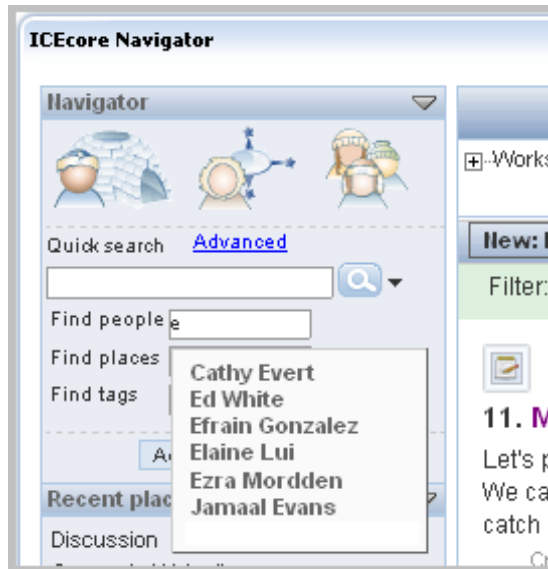 ICEcore Navigator
Navigator
Quick search Advanced
Find people e
Find places
Find tags
Cathy Evert
Ed White
Efrain Gonzalez
Elaine Lui
Ezra Mordden
Jamaal Evans
Recent plac
Discussion
Works
New:
Filter:
11. M
Let's p
We ca
catch